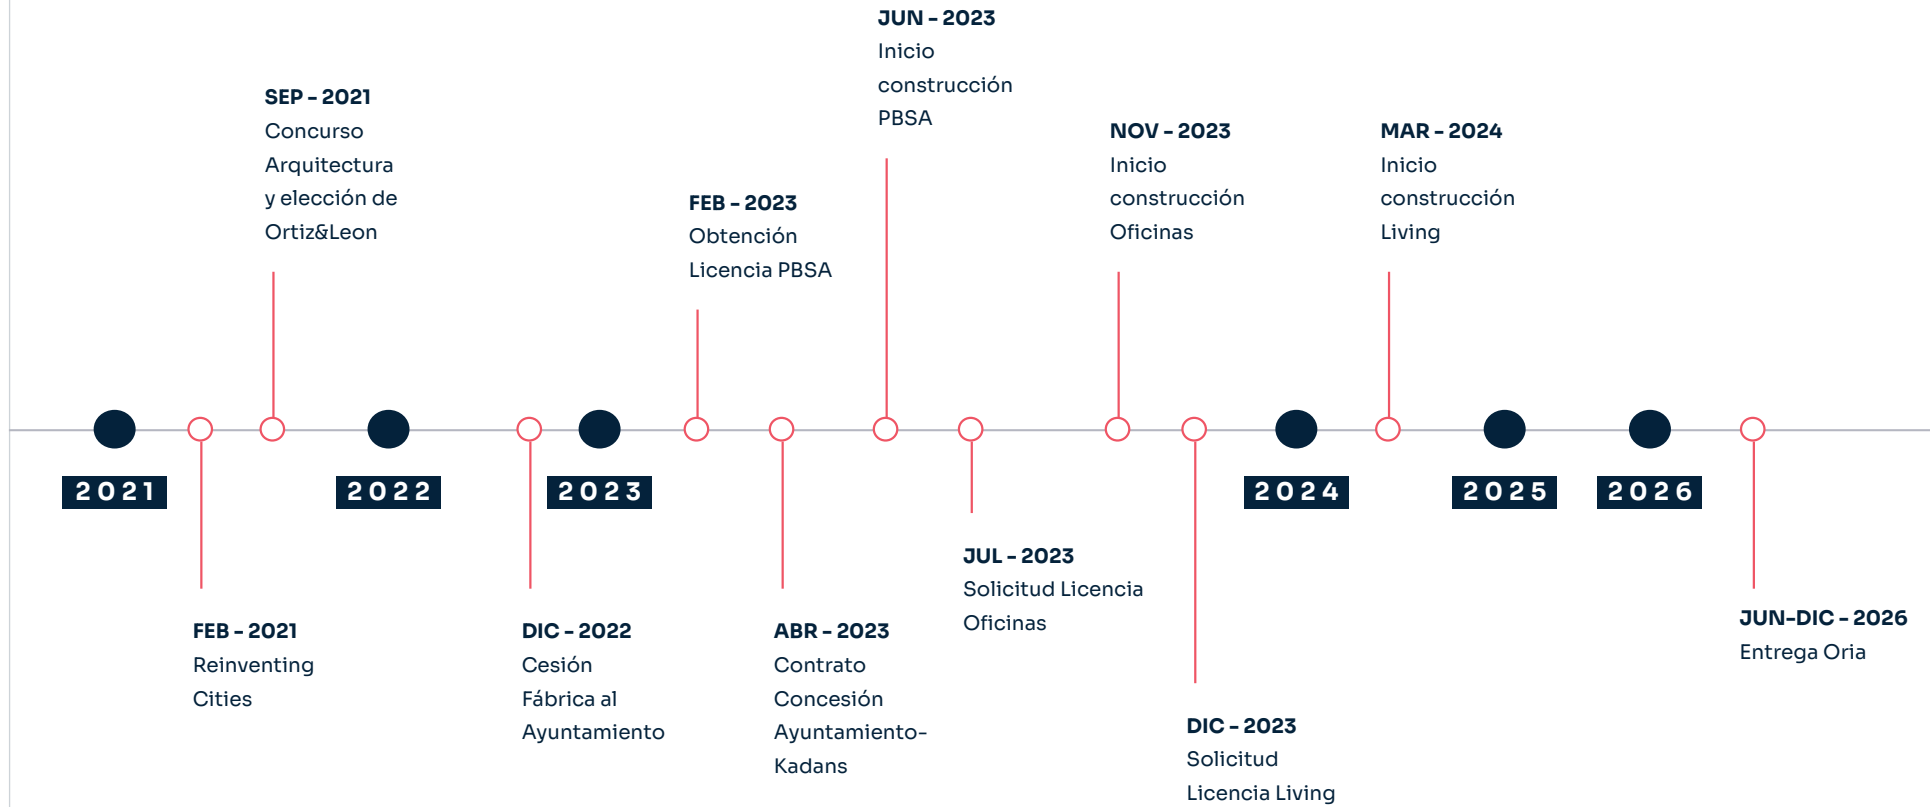 JUN - 2023
Inicio
construcción
PBSA
SEP - 2021
Concurso
Arquitectura
y elección de
Ortiz&Leon
FEB - 2023
Obtención
Licencia PBSA
NOV - 2023
Inicio
construcción
Oficinas
MAR - 2024
Inicio
construcción
Living
2021
2022
2023
2024
2025
2026
FEB - 2021
Reinventing
Cities
DIC - 2022
Cesión
Fábrica al
Ayuntamiento
ABR - 2023
Contrato
Concesión
Ayuntamiento-
Kadans
JUL - 2023
Solicitud Licencia
Oficinas
DIC - 2023
Solicitud
Licencia Living
JUN-DIC - 2026
Entrega Oria